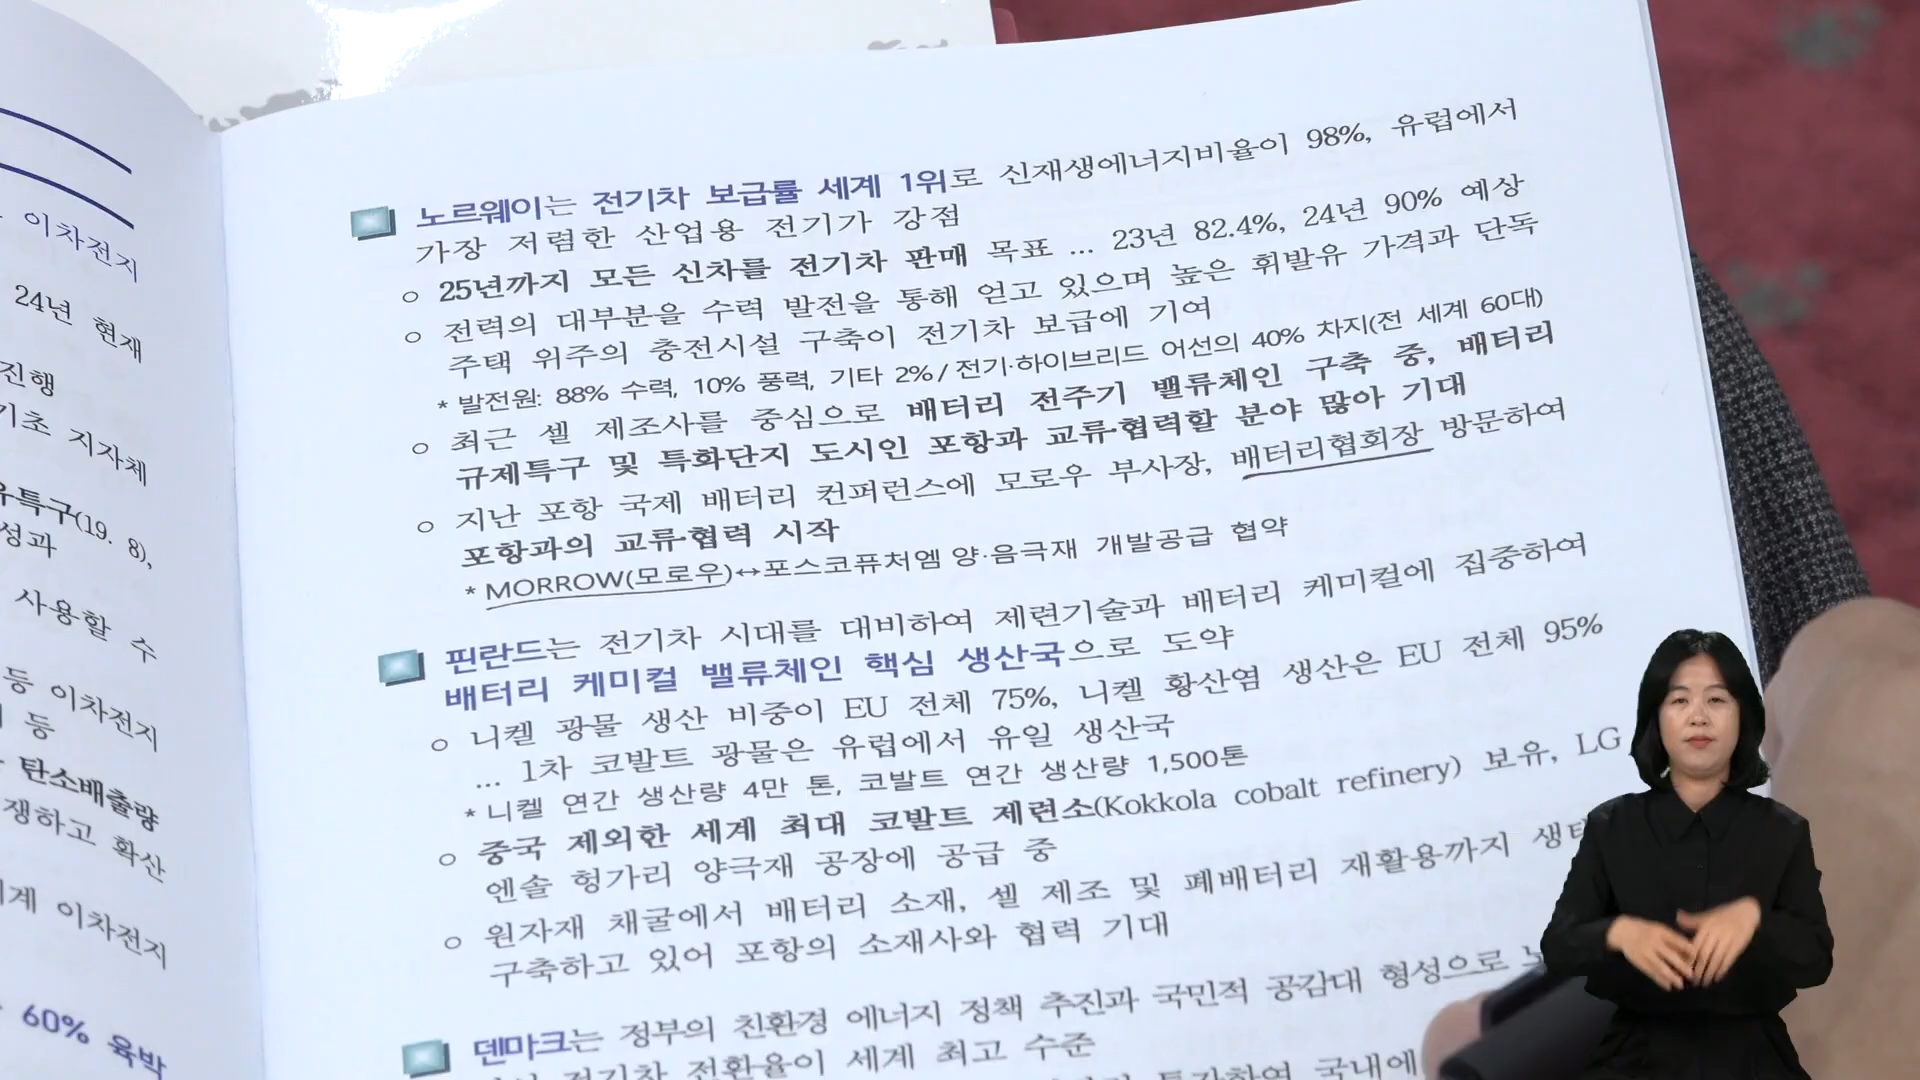 이차전지
24년 현재
진행
기초 지자체
유특구(19. 8),
성과
사용할 수
등 이차전지
등
탄소배출량
쟁하고 확산
이차전지
60% 육박
노르웨이는 전기차 보급률 세계 1위로 신재생에너지비율이 98%, 유럽에서
가장 저렴한 산업용 전기가 강점
○ 25년까지 모든 신차를 전기차 판매 목표 ... 23년 82.4%, 24년 90% 예상
○ 전력의 대부분을 수력 발전을 통해 얻고 있으며 높은 휘발유 가격과 단독
주택 위주의 충전시설 구축이 전기차 보급에 기여
* 발전원: 88% 수력, 10% 풍력, 기타 2% / 전기·하이브리드 어선의 40% 차지(전 세계 60대)
○ 최근 셀 제조사를 중심으로 배터리 전주기 밸류체인 구축 중, 배터리
규제특구 및 특화단지 도시인 포항과 교류·협력할 분야 많아 기대
○ 지난 포항 국제 배터리 컨퍼런스에 모로우 부사장, 배터리협회장 방문하여
포항과의 교류·협력 시작
* MORROW(모로우)↔포스코퓨처엠 양·음극재 개발공급 협약
핀란드는 전기차 시대를 대비하여 제련기술과 배터리 케미컬에 집중하여
배터리 케미컬 밸류체인 핵심 생산국으로 도약
○ 니켈 광물 생산 비중이 EU 전체 75%, 니켈 황산염 생산은 EU 전체 95%
... 1차 코발트 광물은 유럽에서 유일 생산국
* 니켈 연간 생산량 4만 톤, 코발트 연간 생산량 1,500톤
○ 중국 제외한 세계 최대 코발트 제련소(Kokkola cobalt refinery) 보유, LG
엔솔 헝가리 양극재 공장에 공급 중
○ 원자재 채굴에서 배터리 소재, 셀 제조 및 폐배터리 재활용까지
구축하고 있어 포항의 소재사와 협력 기대
덴마크는 정부의 친환경 에너지 정책 추진과 국민적 공감대 형성으로
전기차 전환율이 세계 최고 수준
투자하여 국내에